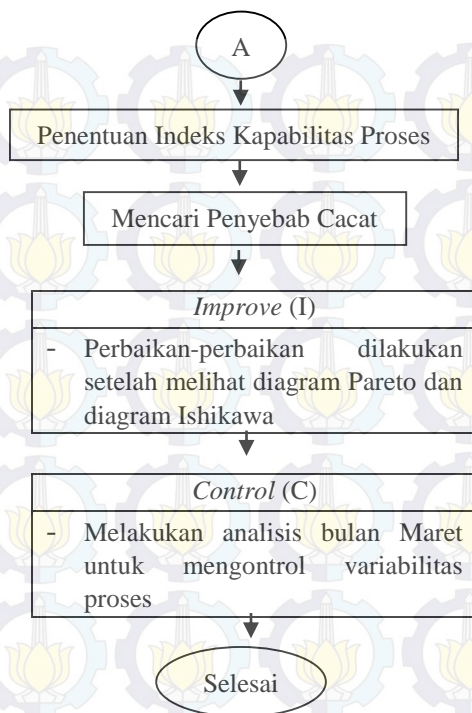 A
Penentuan Indeks Kapabilitas Proses
Mencari Penyebab Cacat
Improve (I)
- Perbaikan-perbaikan dilakukan
setelah melihat diagram Pareto dan
diagram Ishikawa
Control (C)
- Melakukan analisis bulan Maret
untuk mengontrol variabilitas
proses
Selesai